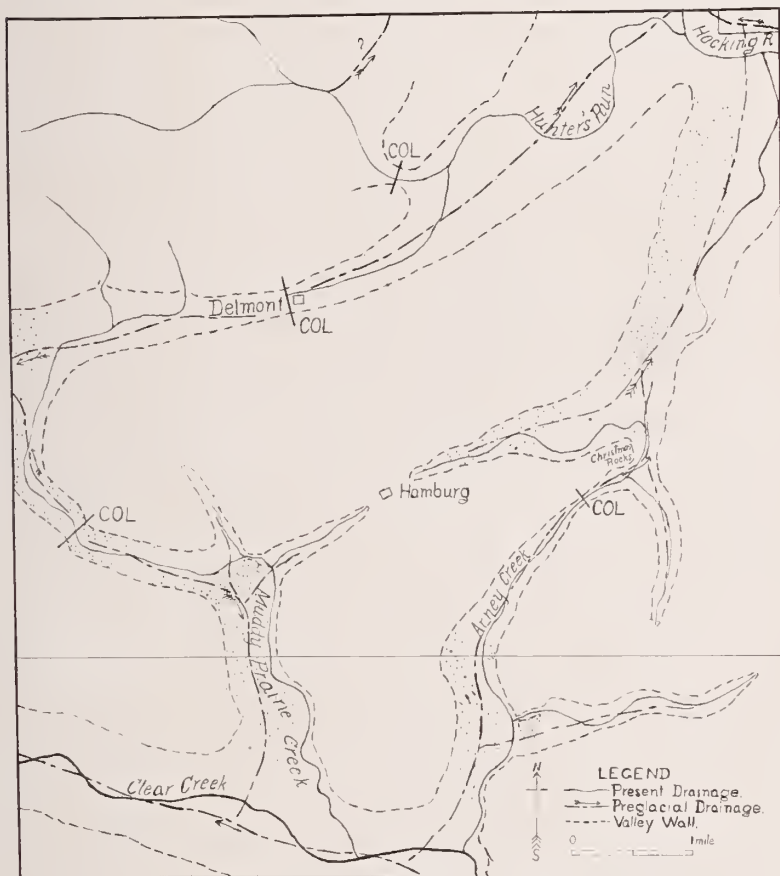 Hocking R
?
Hunter's Run
COL
Delmont
COL
Christmas
Rocks
Hamburg
COL
COL
Arney Creek
Muddy Prairie Creek
Clear Creek
N
S
LEGEND
Present Drainage.
Preglacial Drainage.
Valley Wall.
0 1 mile